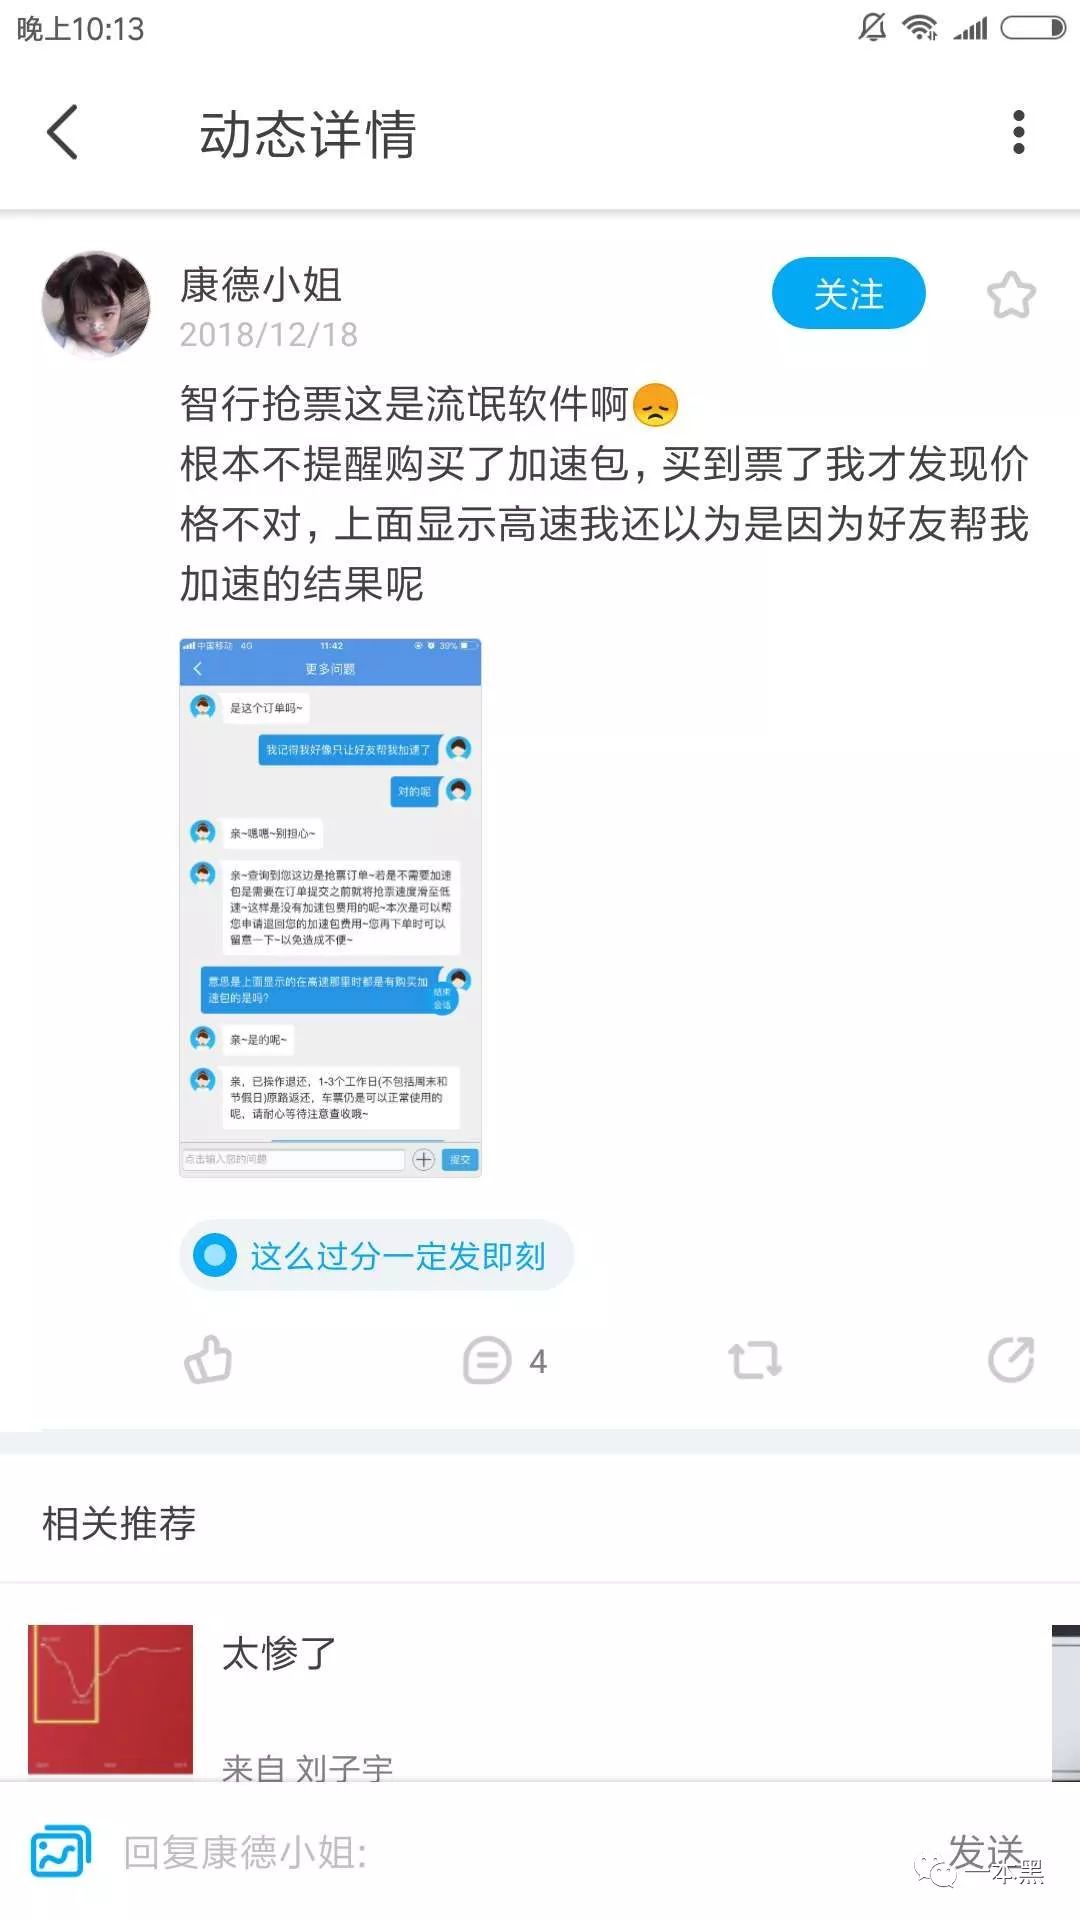 晚上10:13
动态详情
康德小姐
关注
2018/12/18
智行抢票这是流氓软件啊
根本不提醒购买了加速包，买到票了我才发现价
格不对，上面显示高速我还以为是因为好友帮我
加速的结果呢
中国移动 4G 11:42 39%
更多问题
是这个订单吗~
我记得我好像只让好友帮我加速了
对的呢
亲~嗯嗯~别担心~
亲~查询到您这边是抢票订单~若是不需要加速
包是需要在订单提交之前就将抢票速度滑至低
速~这样是没有加速包费用的呢~本次是可以帮
您申请退回您的加速包费用~您再下单时可以
留意一下~以免造成不便~
意思是上面显示的在高速那里时都是有购买加
速包的是吗?
结束
会话
亲~是的呢~
亲，已操作退还，1-3个工作日(不包括周末和
节假日)原路返还，车票仍是可以正常使用的
呢，请耐心等待注意查收哦~
点击输入您的问题
提交
这么过分一定发即刻
4
相关推荐
太惨了
来自 刘子宇
回复康德小姐:
发送
一本黑